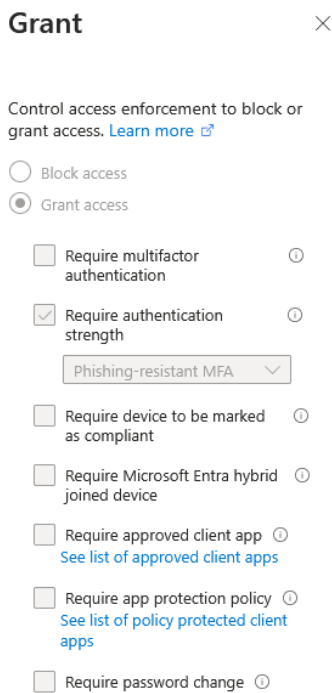 Grant
Control access enforcement to block or
grant access. Learn more
Block access
Grant access
Require multifactor
authentication
Require authentication
strength
Phishing-resistant MFA
Require device to be marked
as compliant
Require Microsoft Entra hybrid
joined device
Require approved client app
See list of approved client apps
Require app protection policy
See list of policy protected client
apps
Require password change